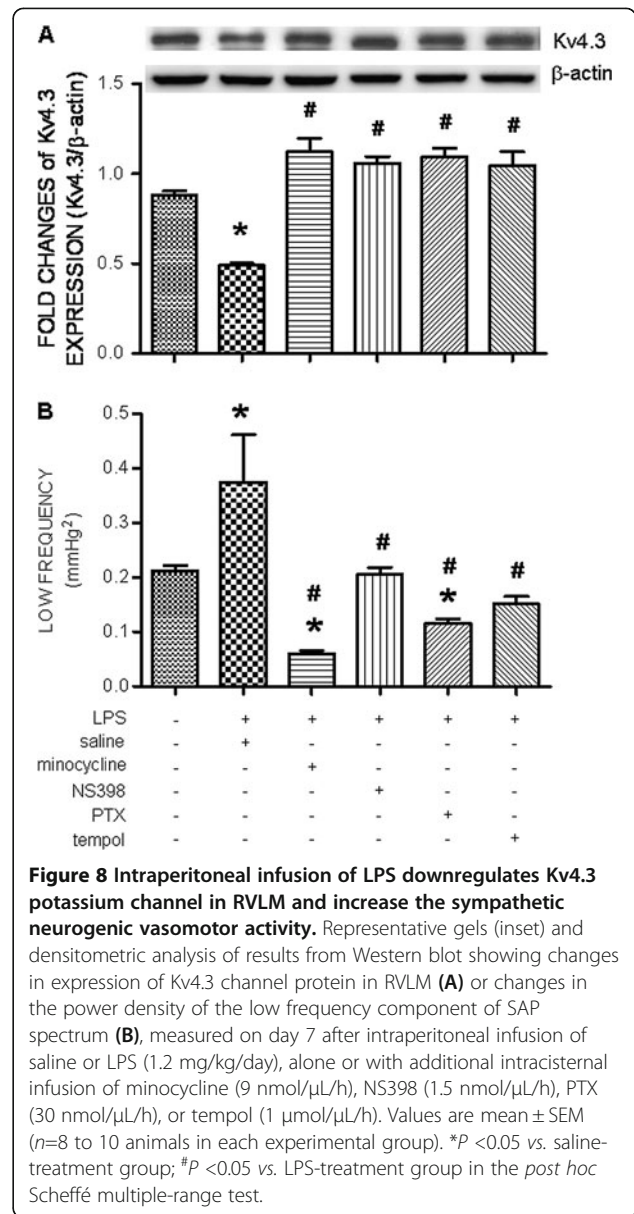 A
Kv4.3
β-actin
FOLD CHANGES of Kv4.3
EXPRESSION (Kv4.3/β-actin)
1.5
1.0
0.5
0.0
*
#
#
#
#
B
LOW FREQUENCY
(mmHg²)
0.5
0.4
0.3
0.2
0.1
0.0
*
#
*
#
#
*
#
LPS - + + + + +
saline - + - - - -
minocycline - - + - - -
NS398 - - - + - -
PTX - - - - + -
tempol - - - - - +
Figure 8 Intraperitoneal infusion of LPS downregulates Kv4.3
potassium channel in RVLM and increase the sympathetic
neurogenic vasomotor activity. Representative gels (inset) and
densitometric analysis of results from Western blot showing changes
in expression of Kv4.3 channel protein in RVLM (A) or changes in
the power density of the low frequency component of SAP
spectrum (B), measured on day 7 after intraperitoneal infusion of
saline or LPS (1.2 mg/kg/day), alone or with additional intracisternal
infusion of minocycline (9 nmol/μL/h), NS398 (1.5 nmol/μL/h), PTX
(30 nmol/μL/h), or tempol (1 μmol/μL/h). Values are mean ± SEM
(n=8 to 10 animals in each experimental group). *P <0.05 vs. saline-
treatment group; #P <0.05 vs. LPS-treatment group in the post hoc
Scheffé multiple-range test.